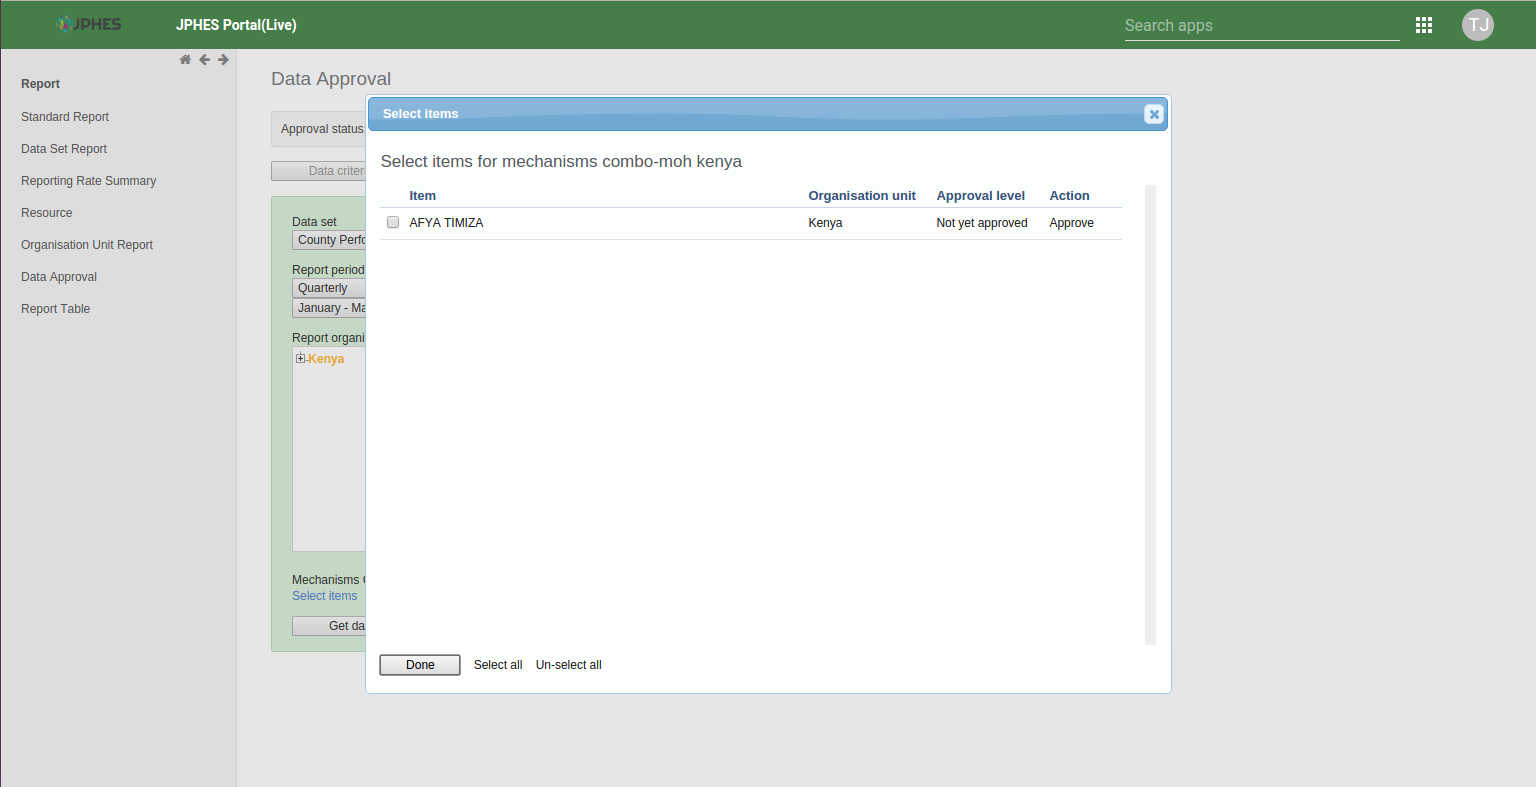 JPHES
JPHES Portal(Live)
Search apps
TJ
Report
Standard Report
Data Set Report
Reporting Rate Summary
Resource
Organisation Unit Report
Data Approval
Report Table
Data Approval
Approval status:
Data criter
Data set
County Perfo
Report period
Quarterly
January - Ma
Report organi
Kenya
Mechanisms
Select items
Get da
Select items
Select items for mechanisms combo-moh kenya
Item Organisation unit Approval level Action
AFYA TIMIZA Kenya Not yet approved Approve
Done Select all Un-select all